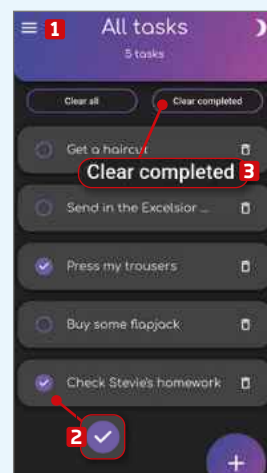 1
All tasks
5 tasks
Clear all
Clear completed
Get a haircut
Clear completed 3
Send in the Excelsior ...
Press my trousers
Buy some flapjack
Check Stevie's homework
2
+